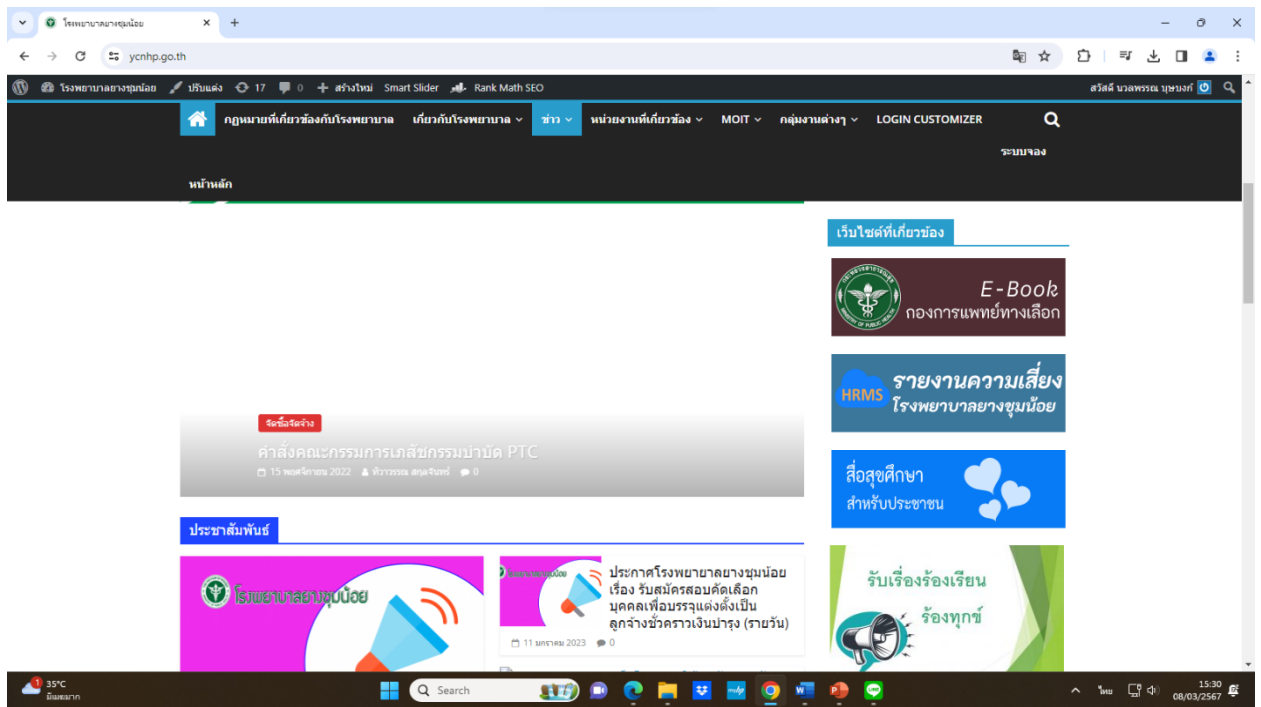 โรงพยาบาลยางชุมน้อย
ycnhp.go.th
โรงพยาบาลยางชุมน้อย ปรับแต่ง 17 0 + สร้างใหม่ Smart Slider Rank Math SEO สวัสดี นวลพรรณ บุษบงก์
กฎหมายที่เกี่ยวข้องกับโรงพยาบาล เกี่ยวกับโรงพยาบาล ข่าว หน่วยงานที่เกี่ยวข้อง MOIT กลุ่มงานต่างๆ LOGIN CUSTOMIZER
ระบบจอง
หน้าหลัก
เว็บไซต์ที่เกี่ยวข้อง
E-Book
กองการแพทย์ทางเลือก
HRMS
รายงานความเสี่ยง
โรงพยาบาลยางชุมน้อย
จัดซื้อจัดจ้าง
คำสั่งคณะกรรมการเภสัชกรรมบำบัด PTC
15 พฤศจิกายน 2022 0
สื่อสุขศึกษา
สำหรับประชาชน
ประชาสัมพันธ์
โรงพยาบาลยางชุมน้อย
ประกาศโรงพยายาลยางชุมน้อย
เรื่อง รับสมัครสอบคัดเลือก
บุคคลเพื่อบรรจุแต่งตั้งเป็น
ลูกจ้างชั่วคราวเงินบำรุง (รายวัน)
11 มกราคม 2023 0
รับเรื่องร้องเรียน
ร้องทุกข์
1 35°C
มีเมฆมาก
Search
ไทย
15:30
08/03/2567